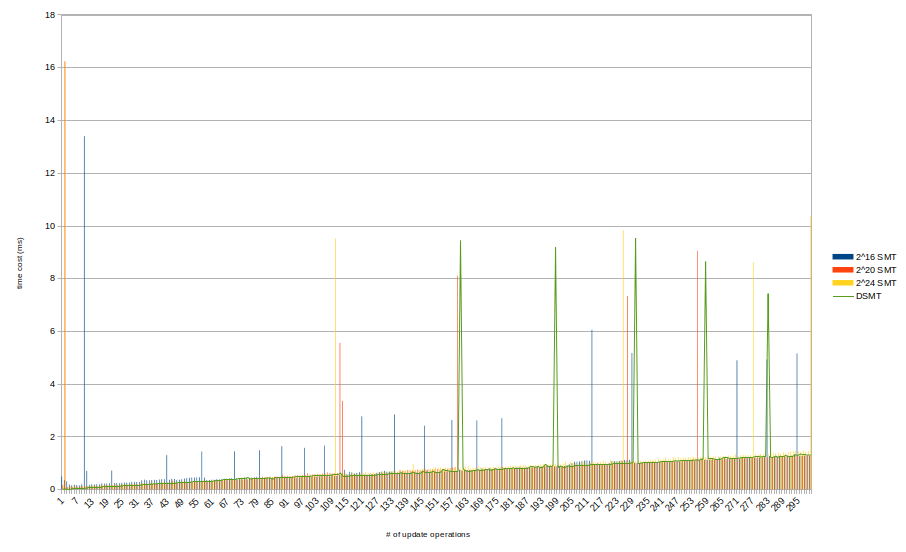 18
16
14
12
10
8
6
4
2
0
time cost (ms)
1 7 13 19 25 31 37 43 49 55 61 67 73 79 85 91 97 103 109 115 121 127 133 139 145 151 157 163 169 175 181 187 193 199 205 211 217 223 229 235 241 247 253 259 265 271 277 283 289 295
# of update operations
2^16 SMT
2^20 SMT
2^24 SMT
DSMT